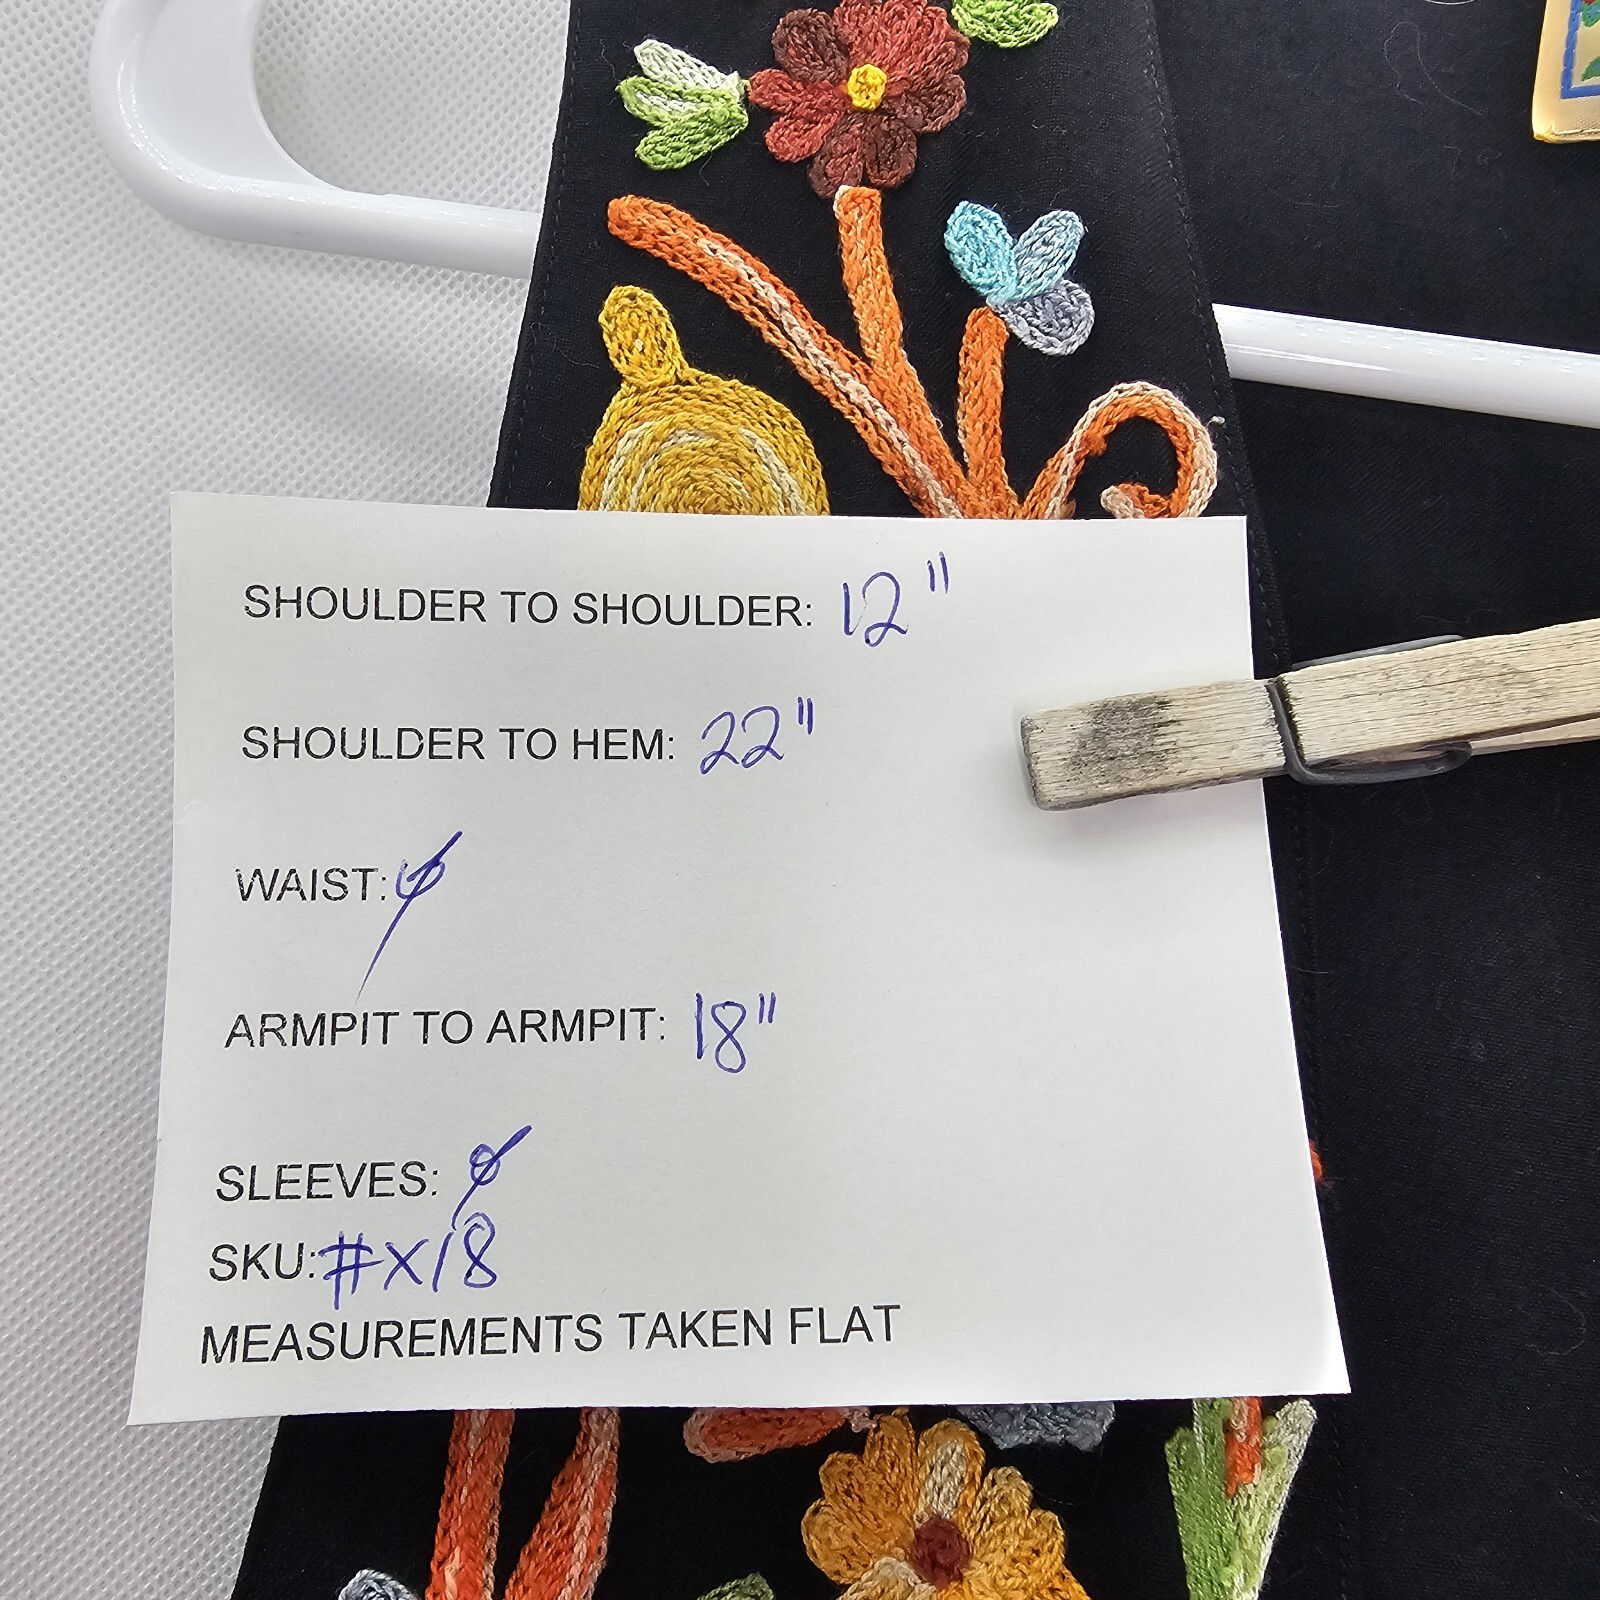 SHOULDER TO SHOULDER: 12"
SHOULDER TO HEM: 22"
WAIST: ∅
ARMPIT TO ARMPIT: 18"
SLEEVES: ∅
SKU: #X18
MEASUREMENTS TAKEN FLAT